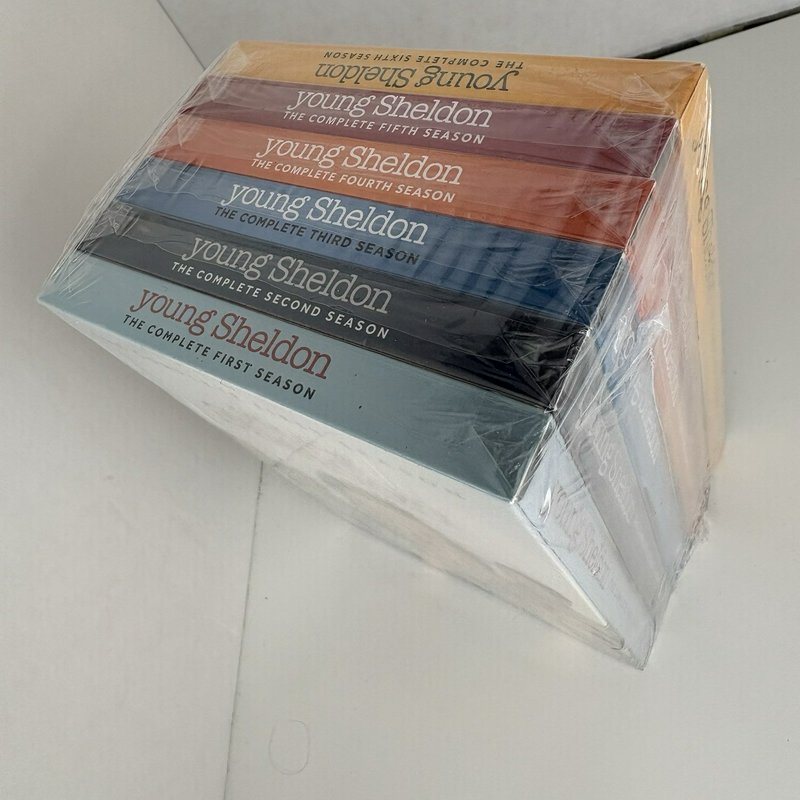 young Sheldon
THE COMPLETE SIXTH SEASON
young Sheldon
THE COMPLETE FIFTH SEASON
young Sheldon
THE COMPLETE FOURTH SEASON
young Sheldon
THE COMPLETE THIRD SEASON
young Sheldon
THE COMPLETE SECOND SEASON
young Sheldon
THE COMPLETE FIRST SEASON